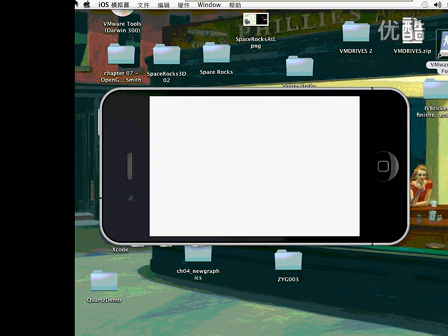 iOS 模拟器 文件 编辑 硬件 Window 帮助
优酷
VMware Tools
(Darwin 300)
SpaceRocksAtl.
png
VMDRIVES 2
VMDRIVES.zip
chapter 07 –
OpenG... Smith
SpaceRocks3D
02
Space Rocks
Xcode
ch04_newgraph
ics
ZYG003
QuartzDemo